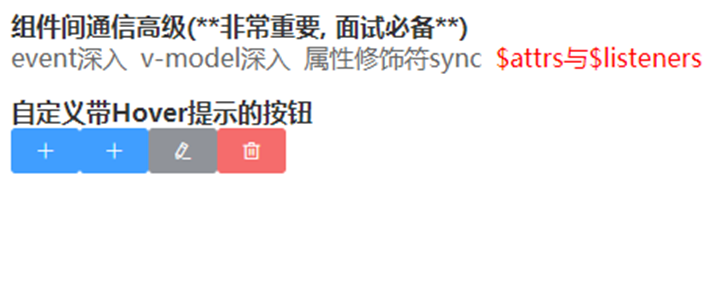 组件间通信高级(**非常重要, 面试必备**)
event深入 v-model深入 属性修饰符sync $attrs与$listeners
自定义带Hover提示的按钮